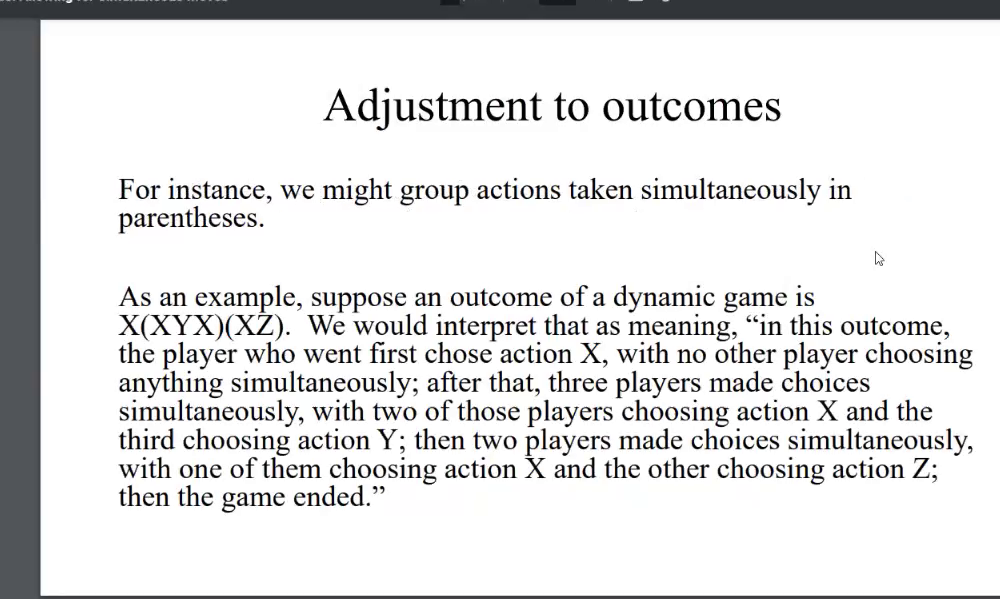 Adjustment to outcomes
For instance, we might group actions taken simultaneously in
parentheses.
As an example, suppose an outcome of a dynamic game is
X(XYX)(XZ).  We would interpret that as meaning, “in this outcome,
the player who went first chose action X, with no other player choosing
anything simultaneously; after that, three players made choices
simultaneously, with two of those players choosing action X and the
third choosing action Y; then two players made choices simultaneously,
with one of them choosing action X and the other choosing action Z;
then the game ended.”